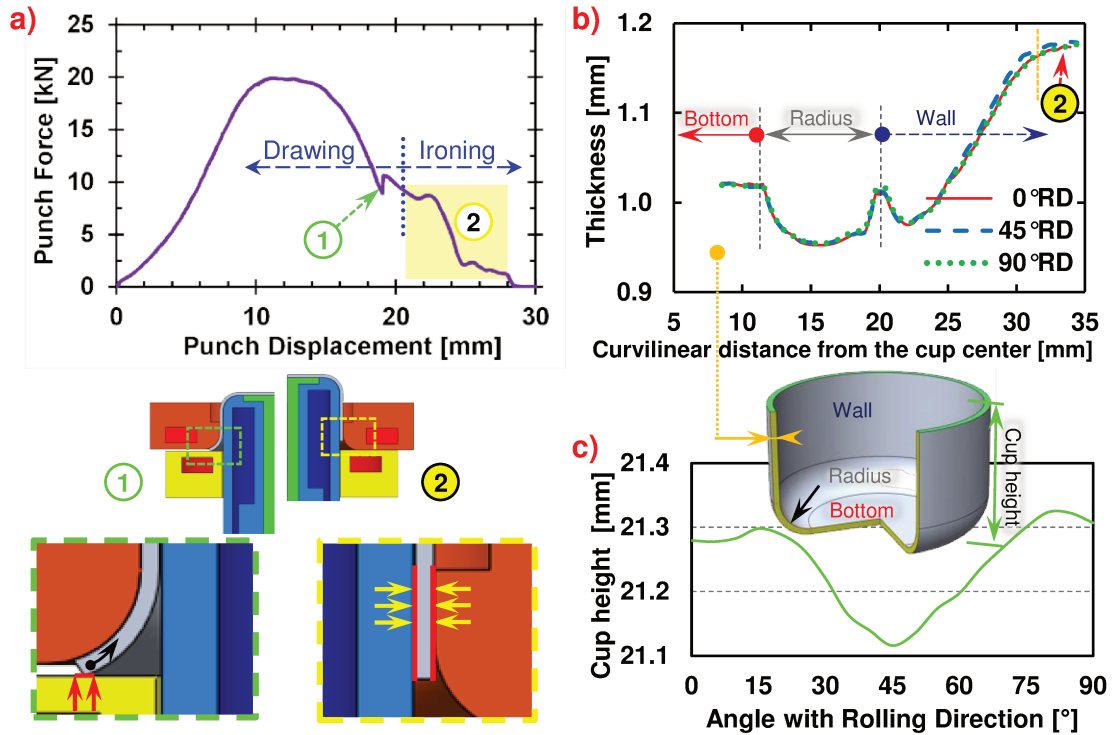 a)
25
20
15
10
5
0
Punch Force [kN]
Drawing
Ironing
1
2
0
10
20
30
Punch Displacement [mm]
b)
1.2
1.1
1.0
0.9
Thickness [mm]
Bottom
Radius
Wall
2
0°RD
45°RD
90°RD
5
10
15
20
25
30
35
Curvilinear distance from the cup center [mm]
1
2
c)
Wall
Radius
Bottom
Cup height
21.4
21.3
21.2
21.1
Cup height [mm]
0
15
30
45
60
75
90
Angle with Rolling Direction [°]